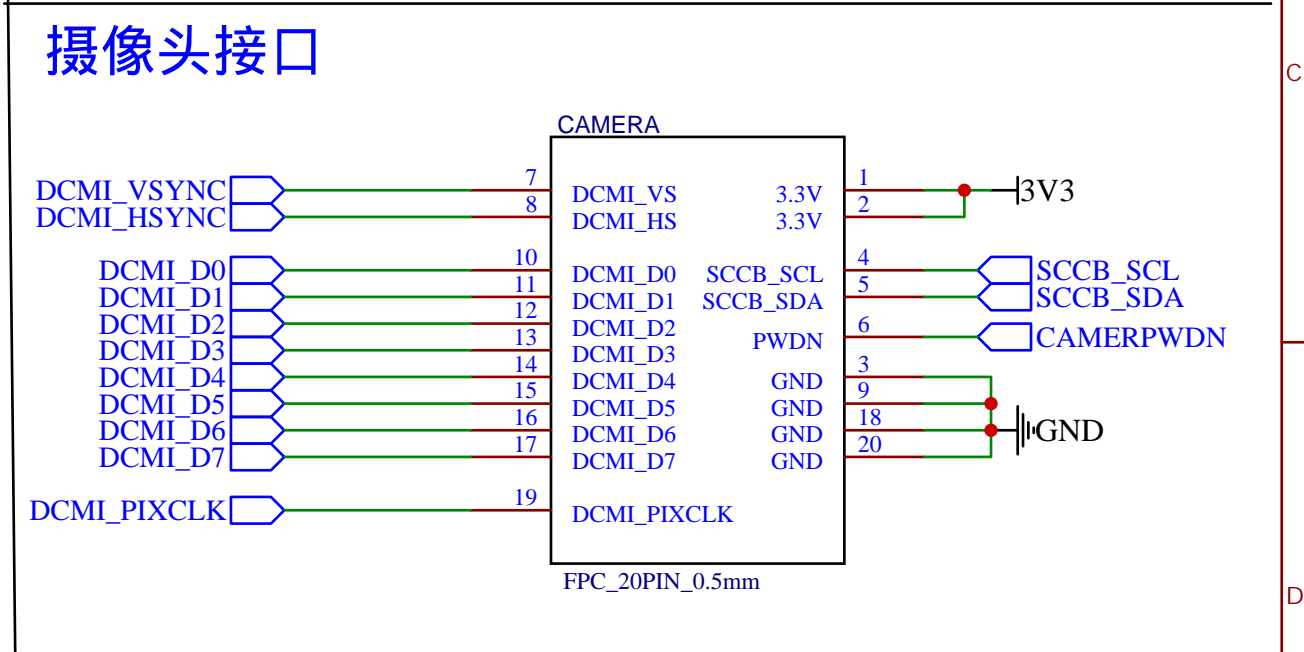 摄像头接口
C
CAMERA
DCMI_VSYNC 7 DCMI_VS 3.3V 1 3V3
DCMI_HSYNC 8 DCMI_HS 3.3V 2
DCMI_D0 10 DCMI_D0 SCCB_SCL 4 SCCB_SCL
DCMI_D1 11 DCMI_D1 SCCB_SDA 5 SCCB_SDA
DCMI_D2 12 DCMI_D2 PWDN 6 CAMERPWDN
DCMI_D3 13 DCMI_D3
DCMI_D4 14 DCMI_D4 GND 3
DCMI_D5 15 DCMI_D5 GND 9
DCMI_D6 16 DCMI_D6 GND 18 GND
DCMI_D7 17 DCMI_D7 GND 20
DCMI_PIXCLK 19 DCMI_PIXCLK
FPC_20PIN_0.5mm
D